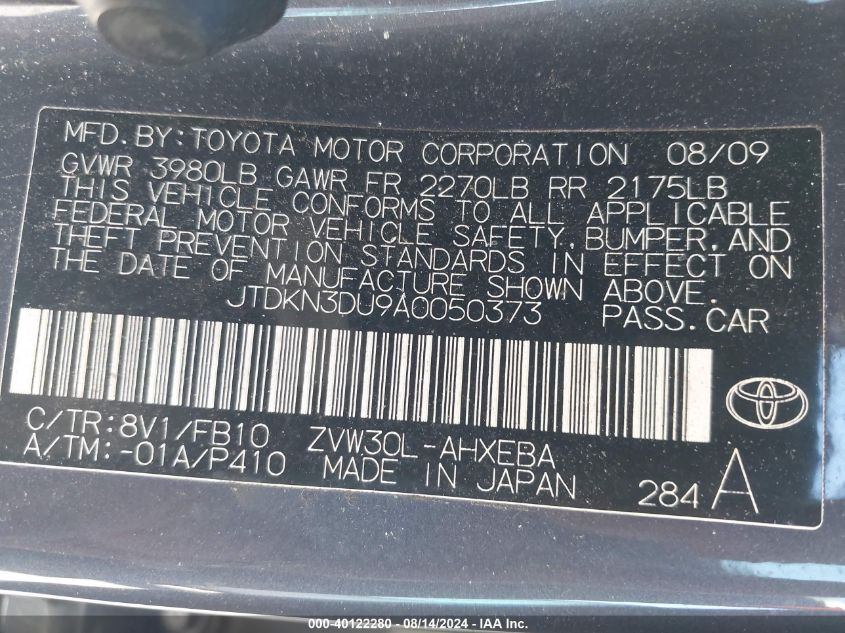 MFD.BY:TOYOTA MOTOR CORPORATION 08/09
GVWR 3980LB GAWR FR 2270LB RR 2175LB
THIS VEHICLE CONFORMS TO ALL APPLICABLE
FEDERAL MOTOR VEHICLE SAFETY,BUMPER,AND
THEFT PREVENTION STANDARDS IN EFFECT ON
THE DATE OF MANUFACTURE SHOWN ABOVE.
JTDKN3DU9A0050373 PASS.CAR
C/TR:8V1/FB10 ZVW30L-AHXEBA
A/TM:-01A/P410 MADE IN JAPAN 284 A
000-40122280 - 08/14/2024 - IAA Inc.